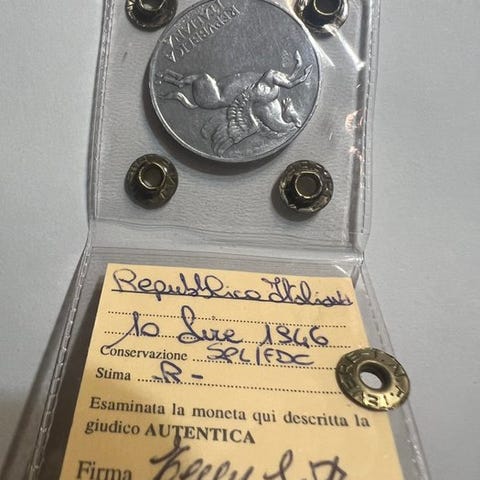 REPVBBLICA
ITALIANA
Repubblica Italiana
10 Lire 1946
Conservazione SPL/FDC
Stima -R-
Esaminata la moneta qui descritta la
giudico AUTENTICA
Firma